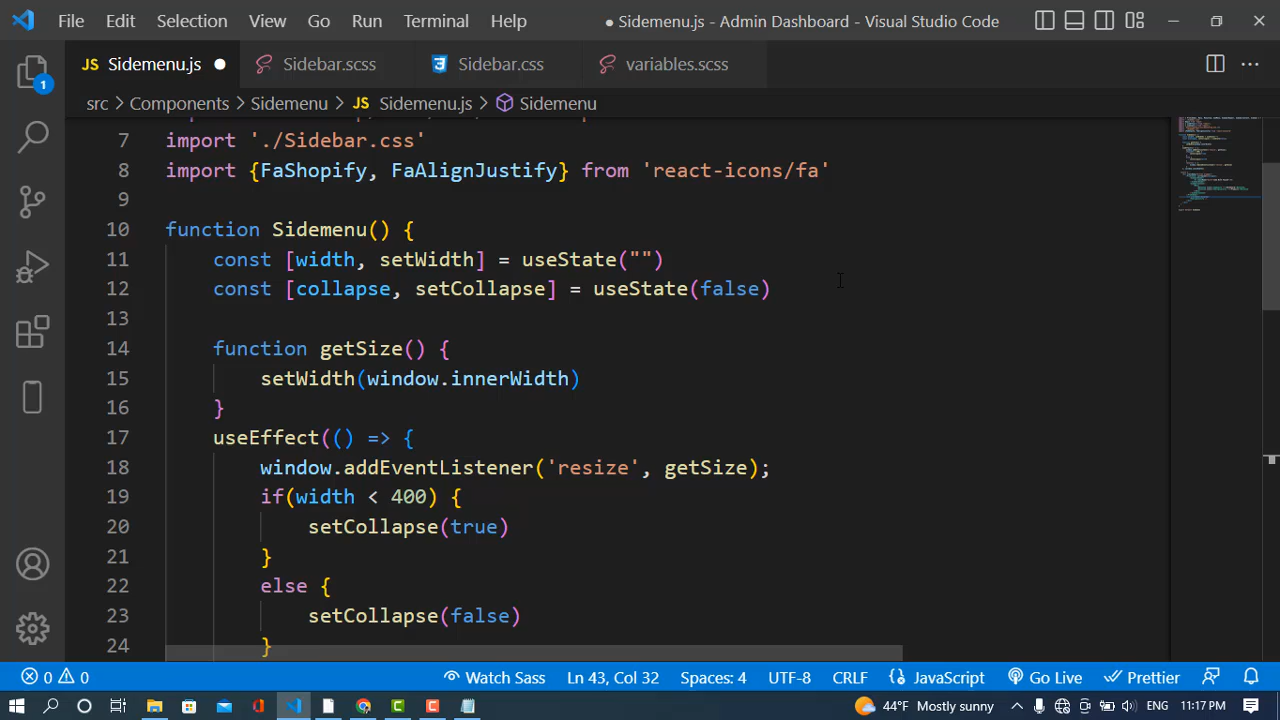 File Edit Selection View Go Run Terminal Help ● Sidemenu.js - Admin Dashboard - Visual Studio Code
JS Sidemenu.js Sidebar.scss Sidebar.css variables.scss
src > Components > Sidemenu > JS Sidemenu.js > Sidemenu
1
7 import './Sidebar.css'
8 import {FaShopify, FaAlignJustify} from 'react-icons/fa'
9
10 function Sidemenu() {
11 const [width, setWidth] = useState("")
12 const [collapse, setCollapse] = useState(false)
13
14 function getSize() {
15 setWidth(window.innerWidth)
16 }
17 useEffect(() => {
18 window.addEventListener('resize', getSize);
19 if(width < 400) {
20 setCollapse(true)
21 }
22 else {
23 setCollapse(false)
24 }
0 0 Watch Sass Ln 43, Col 32 Spaces: 4 UTF-8 CRLF { } JavaScript Go Live Prettier
44°F Mostly sunny ENG 11:17 PM